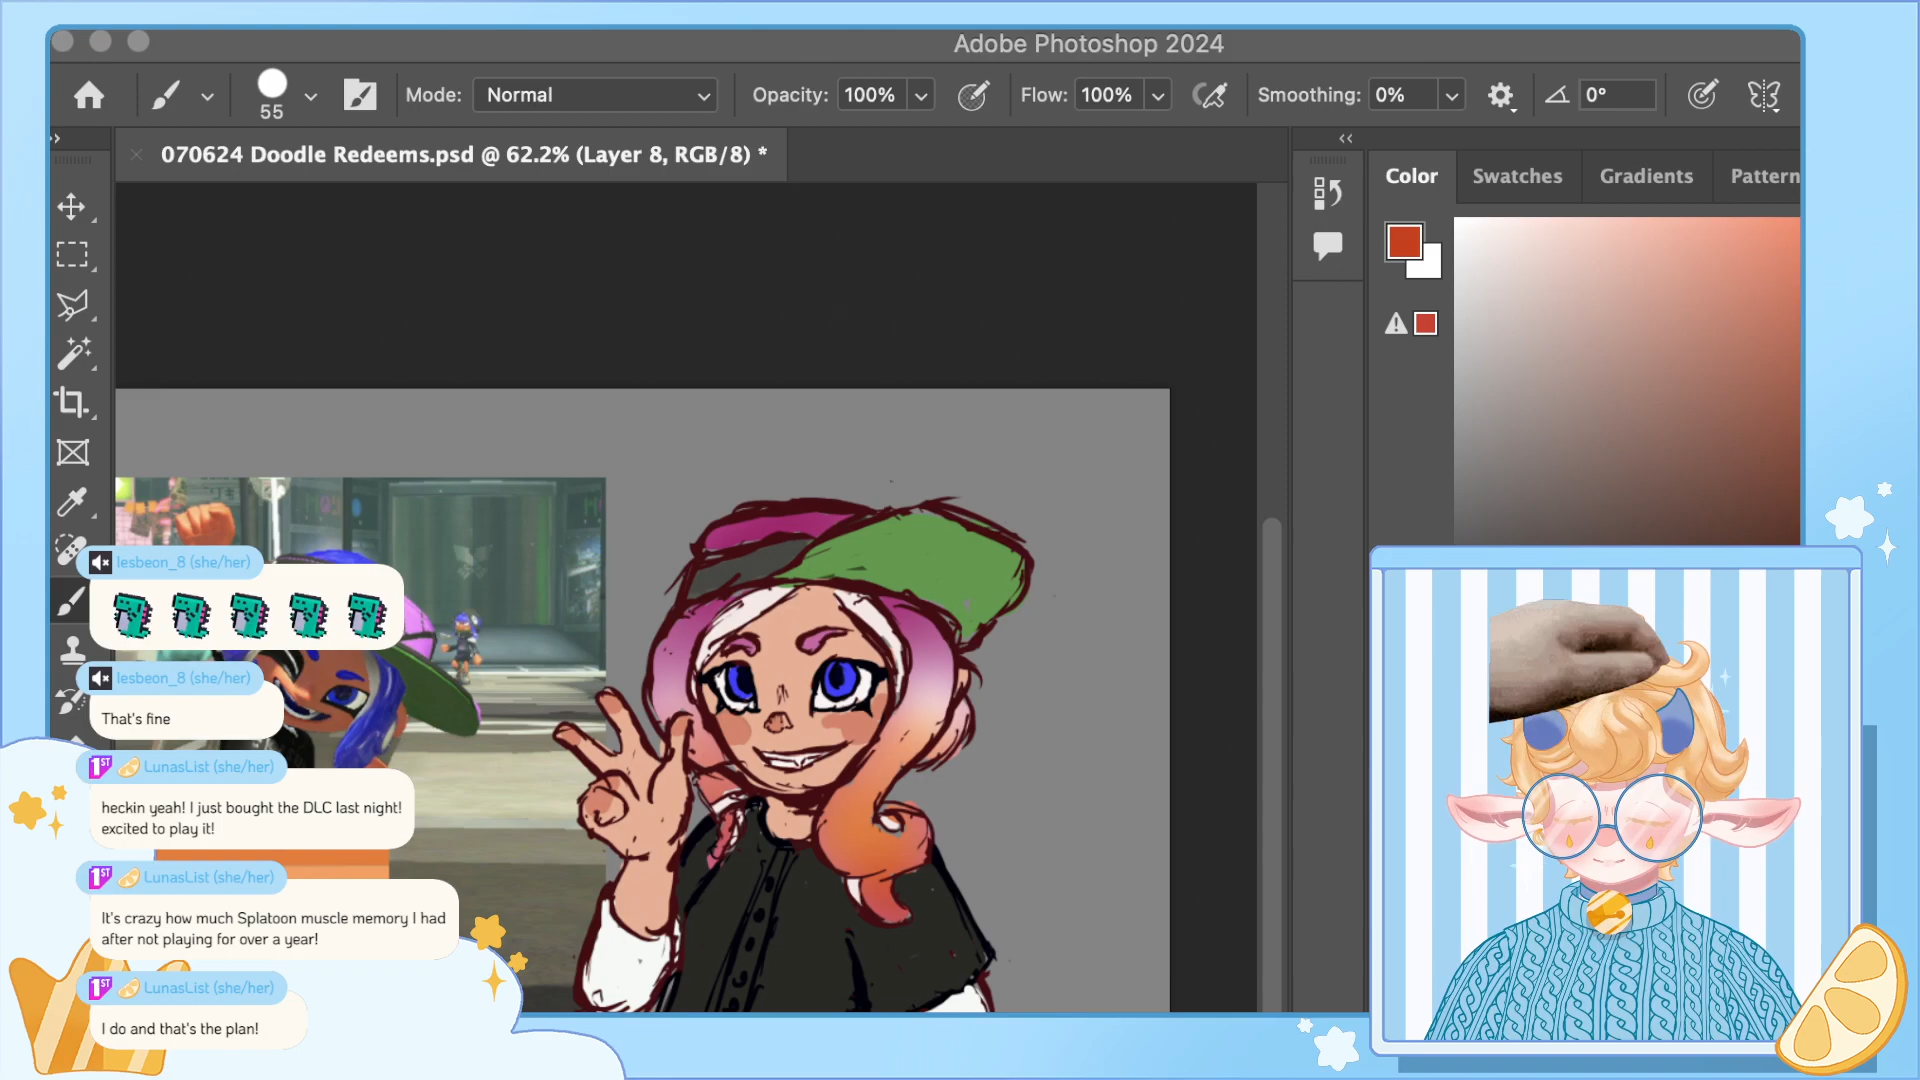 Adobe Photoshop 2024
55
Mode: Normal
Opacity: 100%
Flow: 100%
Smoothing: 0%
0°
070624 Doodle Redeems.psd @ 62.2% (Layer 8, RGB/8) *
Color
Swatches
Gradients
Pattern
lesbeon_8 (she/her)
lesbeon_8 (she/her)
That's fine
1ST LunasList (she/her)
heckin yeah! I just bought the DLC last night!
excited to play it!
1ST LunasList (she/her)
It's crazy how much Splatoon muscle memory I had
after not playing for over a year!
1ST LunasList (she/her)
I do and that's the plan!